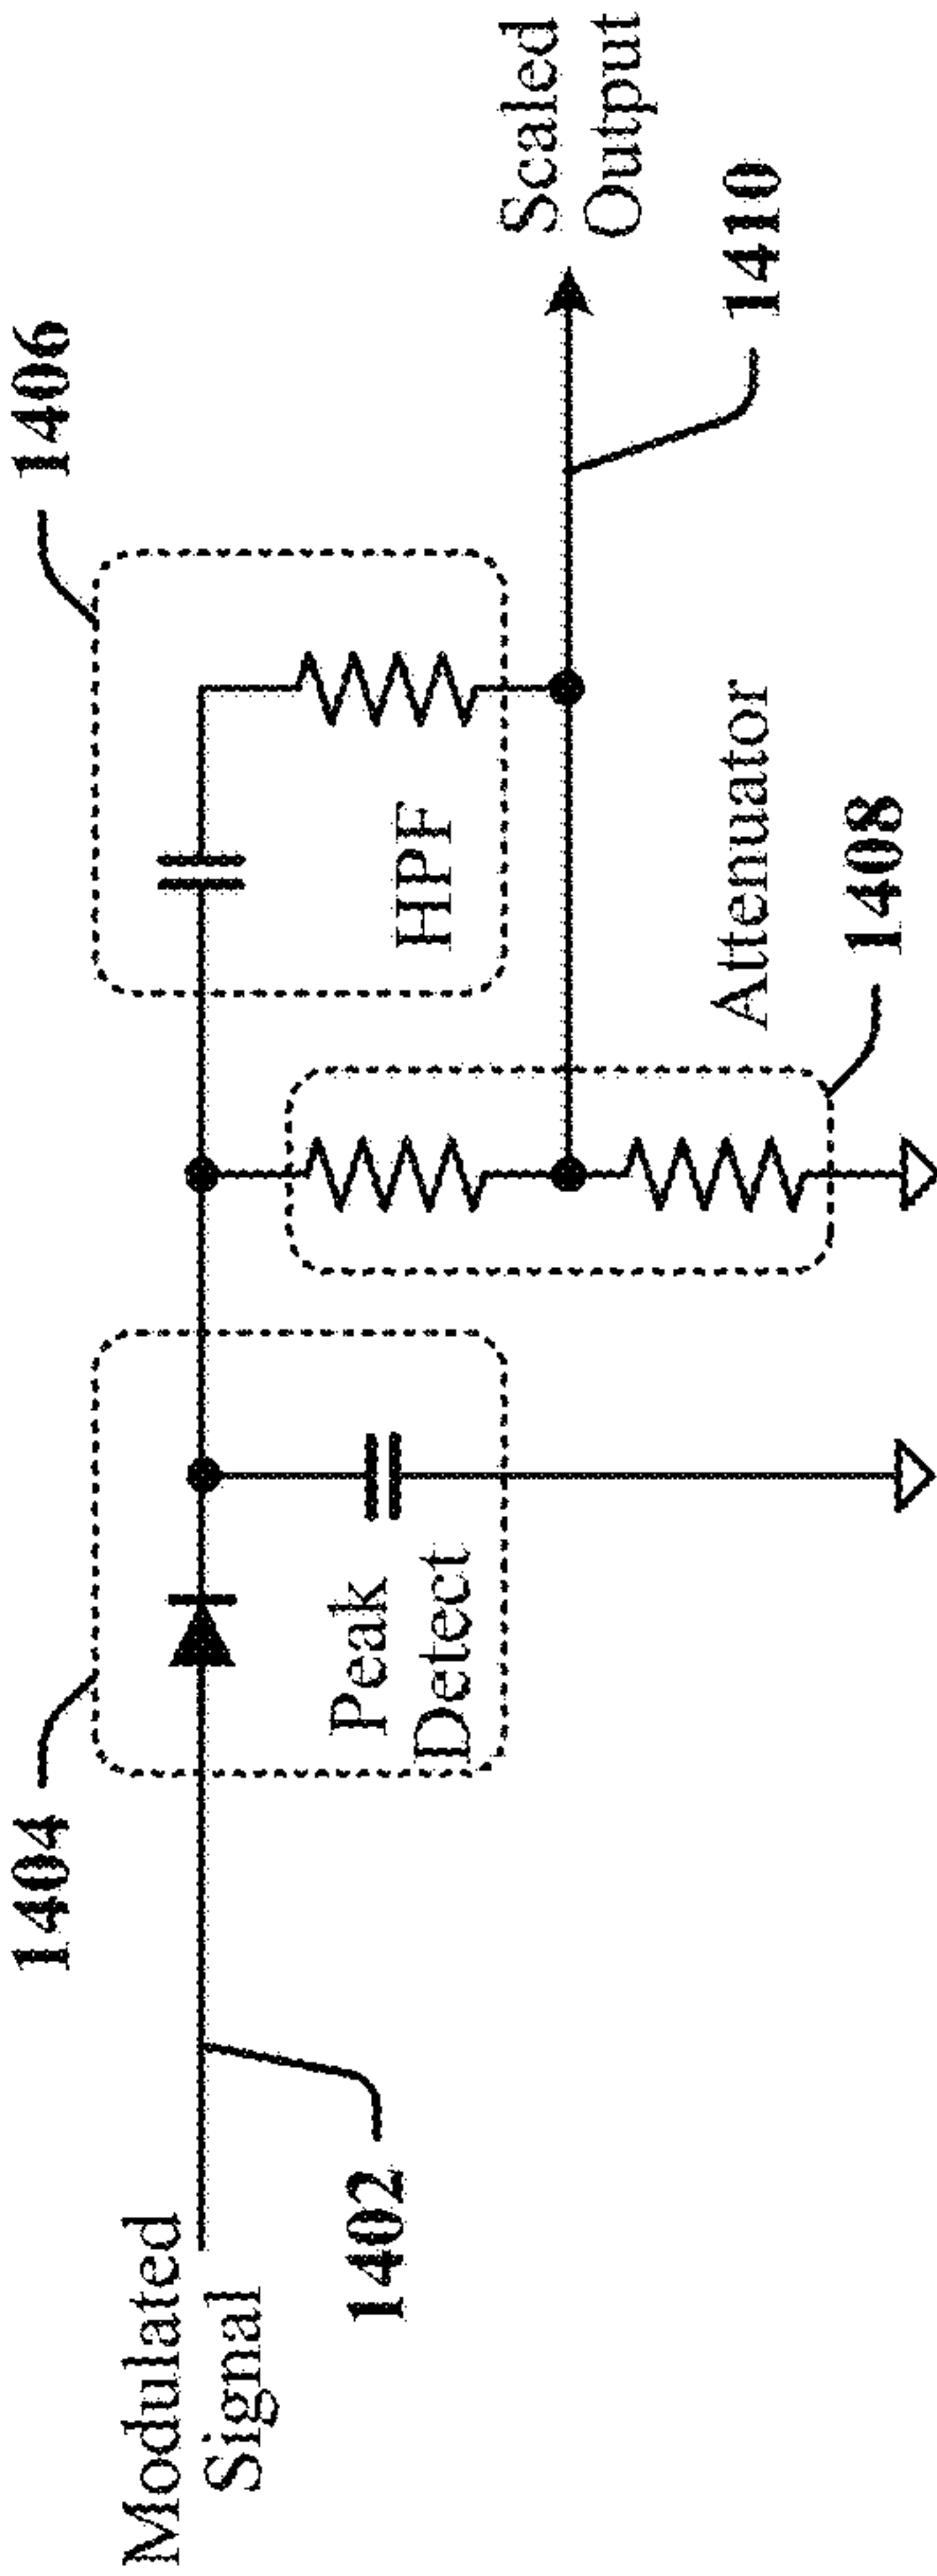 1404
1406
Modulated
Signal
1402
Peak
Detect
HPF
Scaled
Output
1410
Attenuator
1408